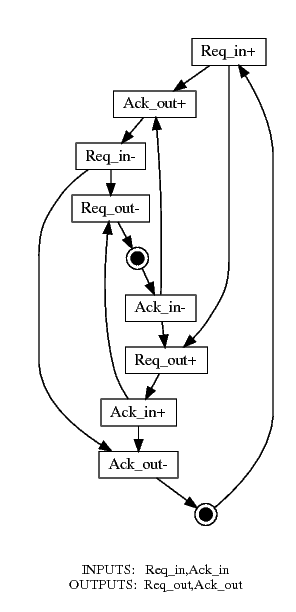 Req_in+
Ack_out+
Req_in-
Req_out-
Ack_in-
Req_out+
Ack_in+
Ack_out-
INPUTS: Req_in,Ack_in
OUTPUTS: Req_out,Ack_out